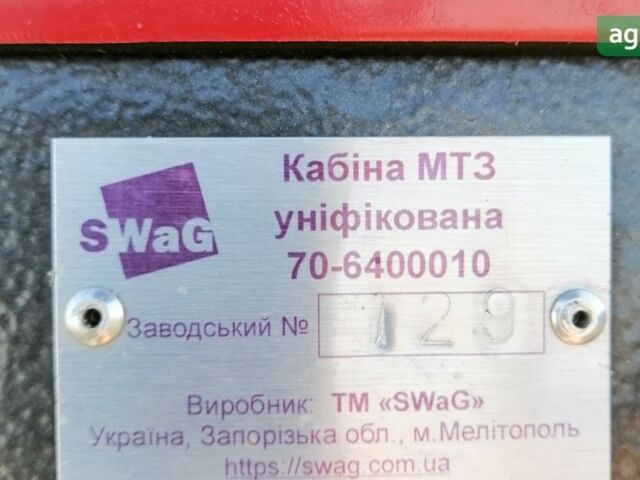 ag
Кабіна МТЗ
уніфікована
70-6400010
SWaG
Заводський № 129
Виробник: ТМ «SWaG»
Україна, Запорізька обл., м.Мелітополь
https://swag.com.ua